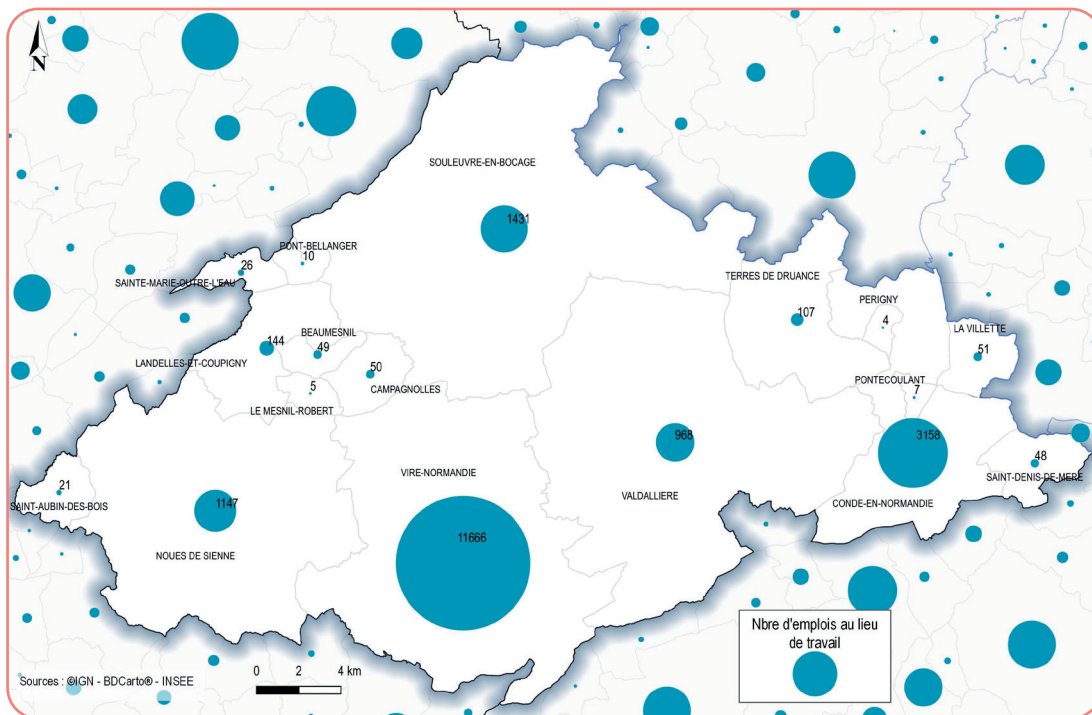 N
SOULEUVRE-EN-BOCAGE
1431
PONT-BELLANGER
10
26
SAINTE-MARIE-OUTRE-L'EAU
TERRES DE DRUANCE
107
PERIGNY
4
LA VILLETTE
51
BEAUMESNIL
144
49
LANDELLES-ET-COUPIGNY
50
CAMPAGNOLLES
5
LE MESNIL-ROBERT
PONTECOULANT
7
968
3158
48
SAINT-DENIS-DE-MERE
VIRE-NORMANDIE
21
SAINT-AUBIN-DES-BOIS
1147
VALDALLIERE
CONDE-EN-NORMANDIE
11666
NOUES DE SIENNE
Nbre d'emplois au lieu
de travail
0 2 4 km
Sources : ©IGN - BDCarto® - INSEE